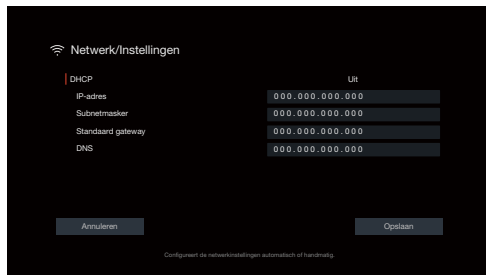 Netwerk/Instellingen
DHCP Uit
IP-adres 000.000.000.000
Subnetmasker 000.000.000.000
Standaard gateway 000.000.000.000
DNS 000.000.000.000
Annuleren Opslaan
Configureert de netwerkinstellingen automatisch of handmatig.